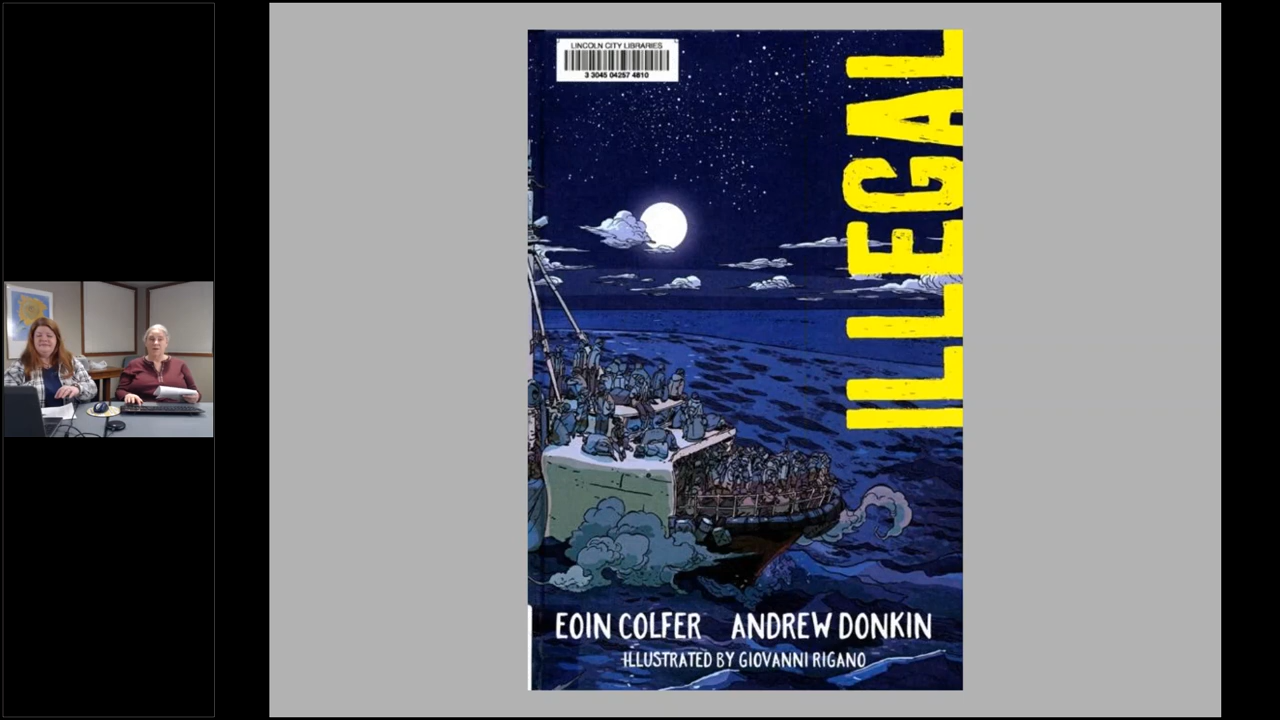 LINCOLN CITY LIBRARIES
3 3045 04257 4810
ILLEGAL
EOIN COLFER ANDREW DONKIN
ILLUSTRATED BY GIOVANNI RIGANO